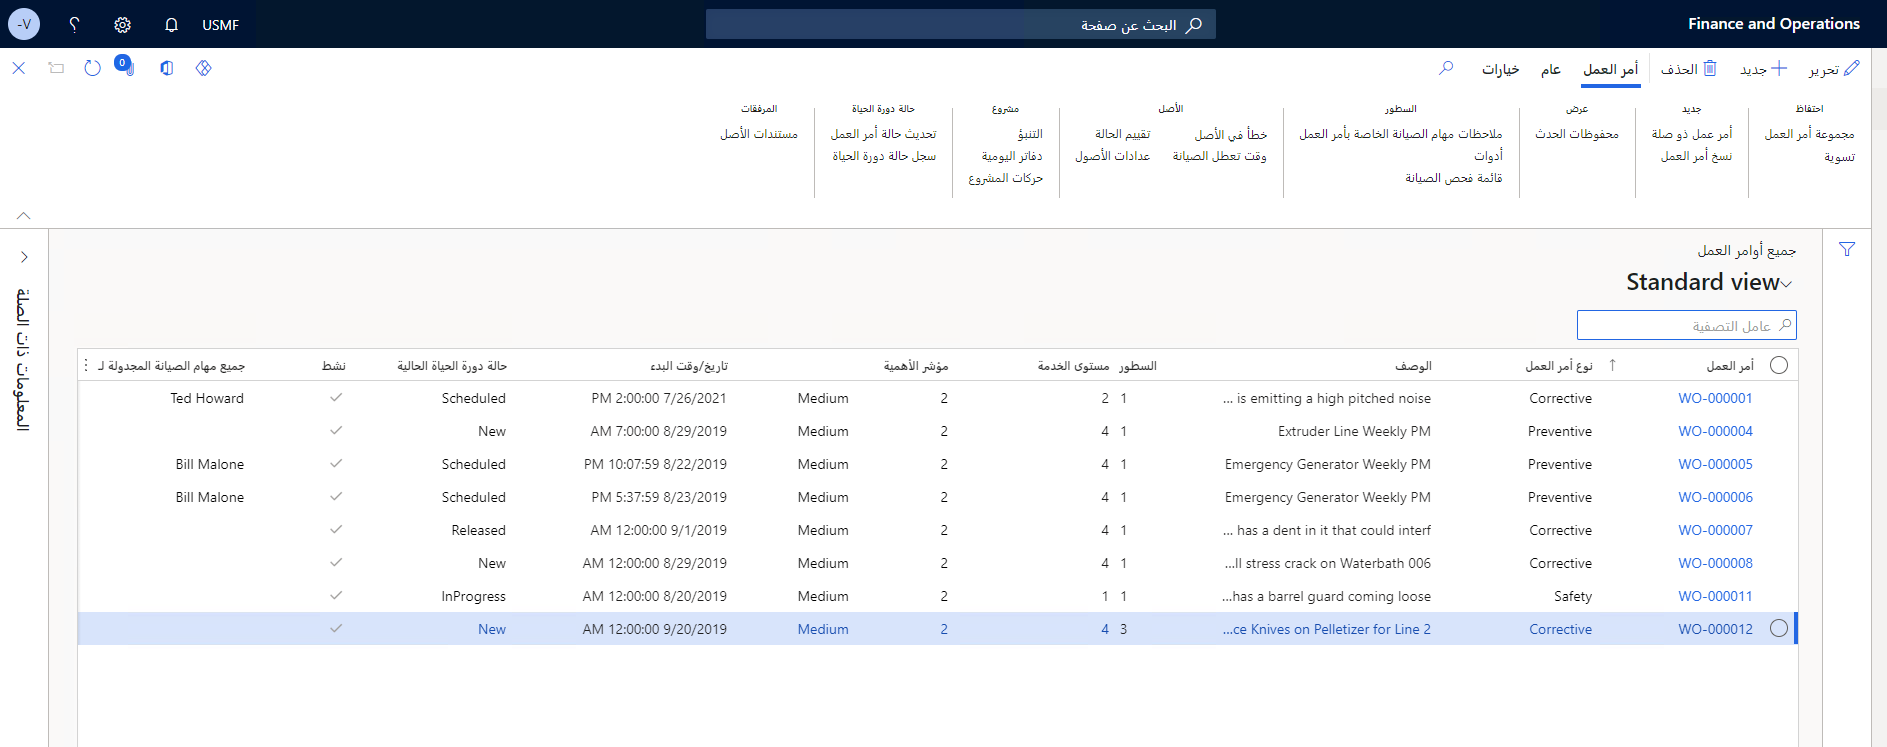 Finance and Operations
البحث عن صفحة
USMF
؟
-V
تحرير
جديد
الحذف
أمر العمل
عام
خيارات
0
احتفاظ
مجموعة أمر العمل
تسوية
جديد
أمر عمل ذو صلة
نسخ أمر العمل
عرض
محفوظات الحدث
السطور
ملاحظات مهام الصيانة الخاصة بأمر العمل
أدوات
قائمة فحص الصيانة
الأصل
خطأ في الأصل
وقت تعطل الصيانة
تقييم الحالة
عدادات الأصول
مشروع
التنبؤ
دفاتر اليومية
حركات المشروع
حالة دورة الحياة
تحديث حالة أمر العمل
سجل حالة دورة الحياة
المرفقات
مستندات الأصل
جميع أوامر العمل
Standard view
عامل التصفية
أمر العمل نوع أمر العمل الوصف السطور مستوى الخدمة مؤشر الأهمية تاريخ/وقت البدء حالة دورة الحياة الحالية نشط جميع مهام الصيانة المجدولة لـ
WO-000001 Corrective ... is emitting a high pitched noise 1 2 2 Medium PM 2:00:00 7/26/2021 Scheduled Ted Howard
WO-000004 Preventive Extruder Line Weekly PM 1 4 2 Medium AM 7:00:00 8/29/2019 New
WO-000005 Preventive Emergency Generator Weekly PM 1 4 2 Medium PM 10:07:59 8/22/2019 Scheduled Bill Malone
WO-000006 Preventive Emergency Generator Weekly PM 1 4 2 Medium PM 5:37:59 8/23/2019 Scheduled Bill Malone
WO-000007 Corrective ... has a dent in it that could interf 1 4 2 Medium AM 12:00:00 9/1/2019 Released
WO-000008 Corrective ...ll stress crack on Waterbath 006 1 4 2 Medium AM 12:00:00 8/29/2019 New
WO-000011 Safety ...has a barrel guard coming loose 1 1 2 Medium AM 12:00:00 8/20/2019 InProgress
WO-000012 Corrective ...ce Knives on Pelletizer for Line 2 3 4 2 Medium AM 12:00:00 9/20/2019 New
المعلومات ذات الصلة